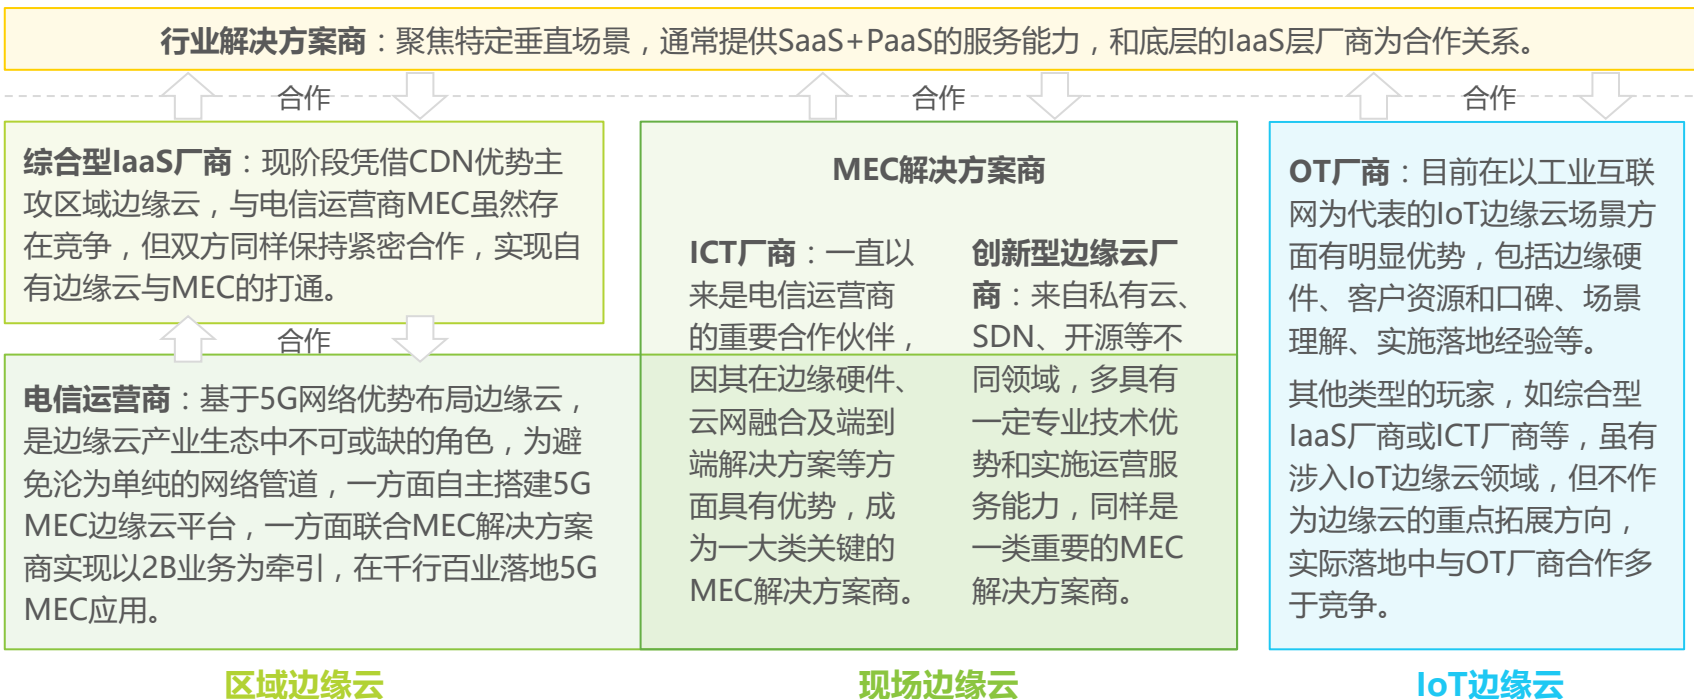 行业解决方案商：聚焦特定垂直场景，通常提供SaaS+PaaS的服务能力，和底层的IaaS层厂商为合作关系。
合作
合作
合作
综合型IaaS厂商：现阶段凭借CDN优势主
攻区域边缘云，与电信运营商MEC虽然存
在竞争，但双方同样保持紧密合作，实现自
有边缘云与MEC的打通。
合作
电信运营商：基于5G网络优势布局边缘云，
是边缘云产业生态中不可或缺的角色，为避
免沦为单纯的网络管道，一方面自主搭建5G
MEC边缘云平台，一方面联合MEC解决方案
商实现以2B业务为牵引，在千行百业落地5G
MEC应用。
MEC解决方案商
ICT厂商：一直以
来是电信运营商
的重要合作伙伴，
因其在边缘硬件、
云网融合及端到
端解决方案等方
面具有优势，成
为一大类关键的
MEC解决方案商。
创新型边缘云厂
商：来自私有云、
SDN、开源等不
同领域，多具有
一定专业技术优
势和实施运营服
务能力，同样是
一类重要的MEC
解决方案商。
OT厂商：目前在以工业互联
网为代表的IoT边缘云场景方
面有明显优势，包括边缘硬
件、客户资源和口碑、场景
理解、实施落地经验等。
其他类型的玩家，如综合型
IaaS厂商或ICT厂商等，虽有
涉入IoT边缘云领域，但不作
为边缘云的重点拓展方向，
实际落地中与OT厂商合作多
于竞争。
区域边缘云
现场边缘云
IoT边缘云